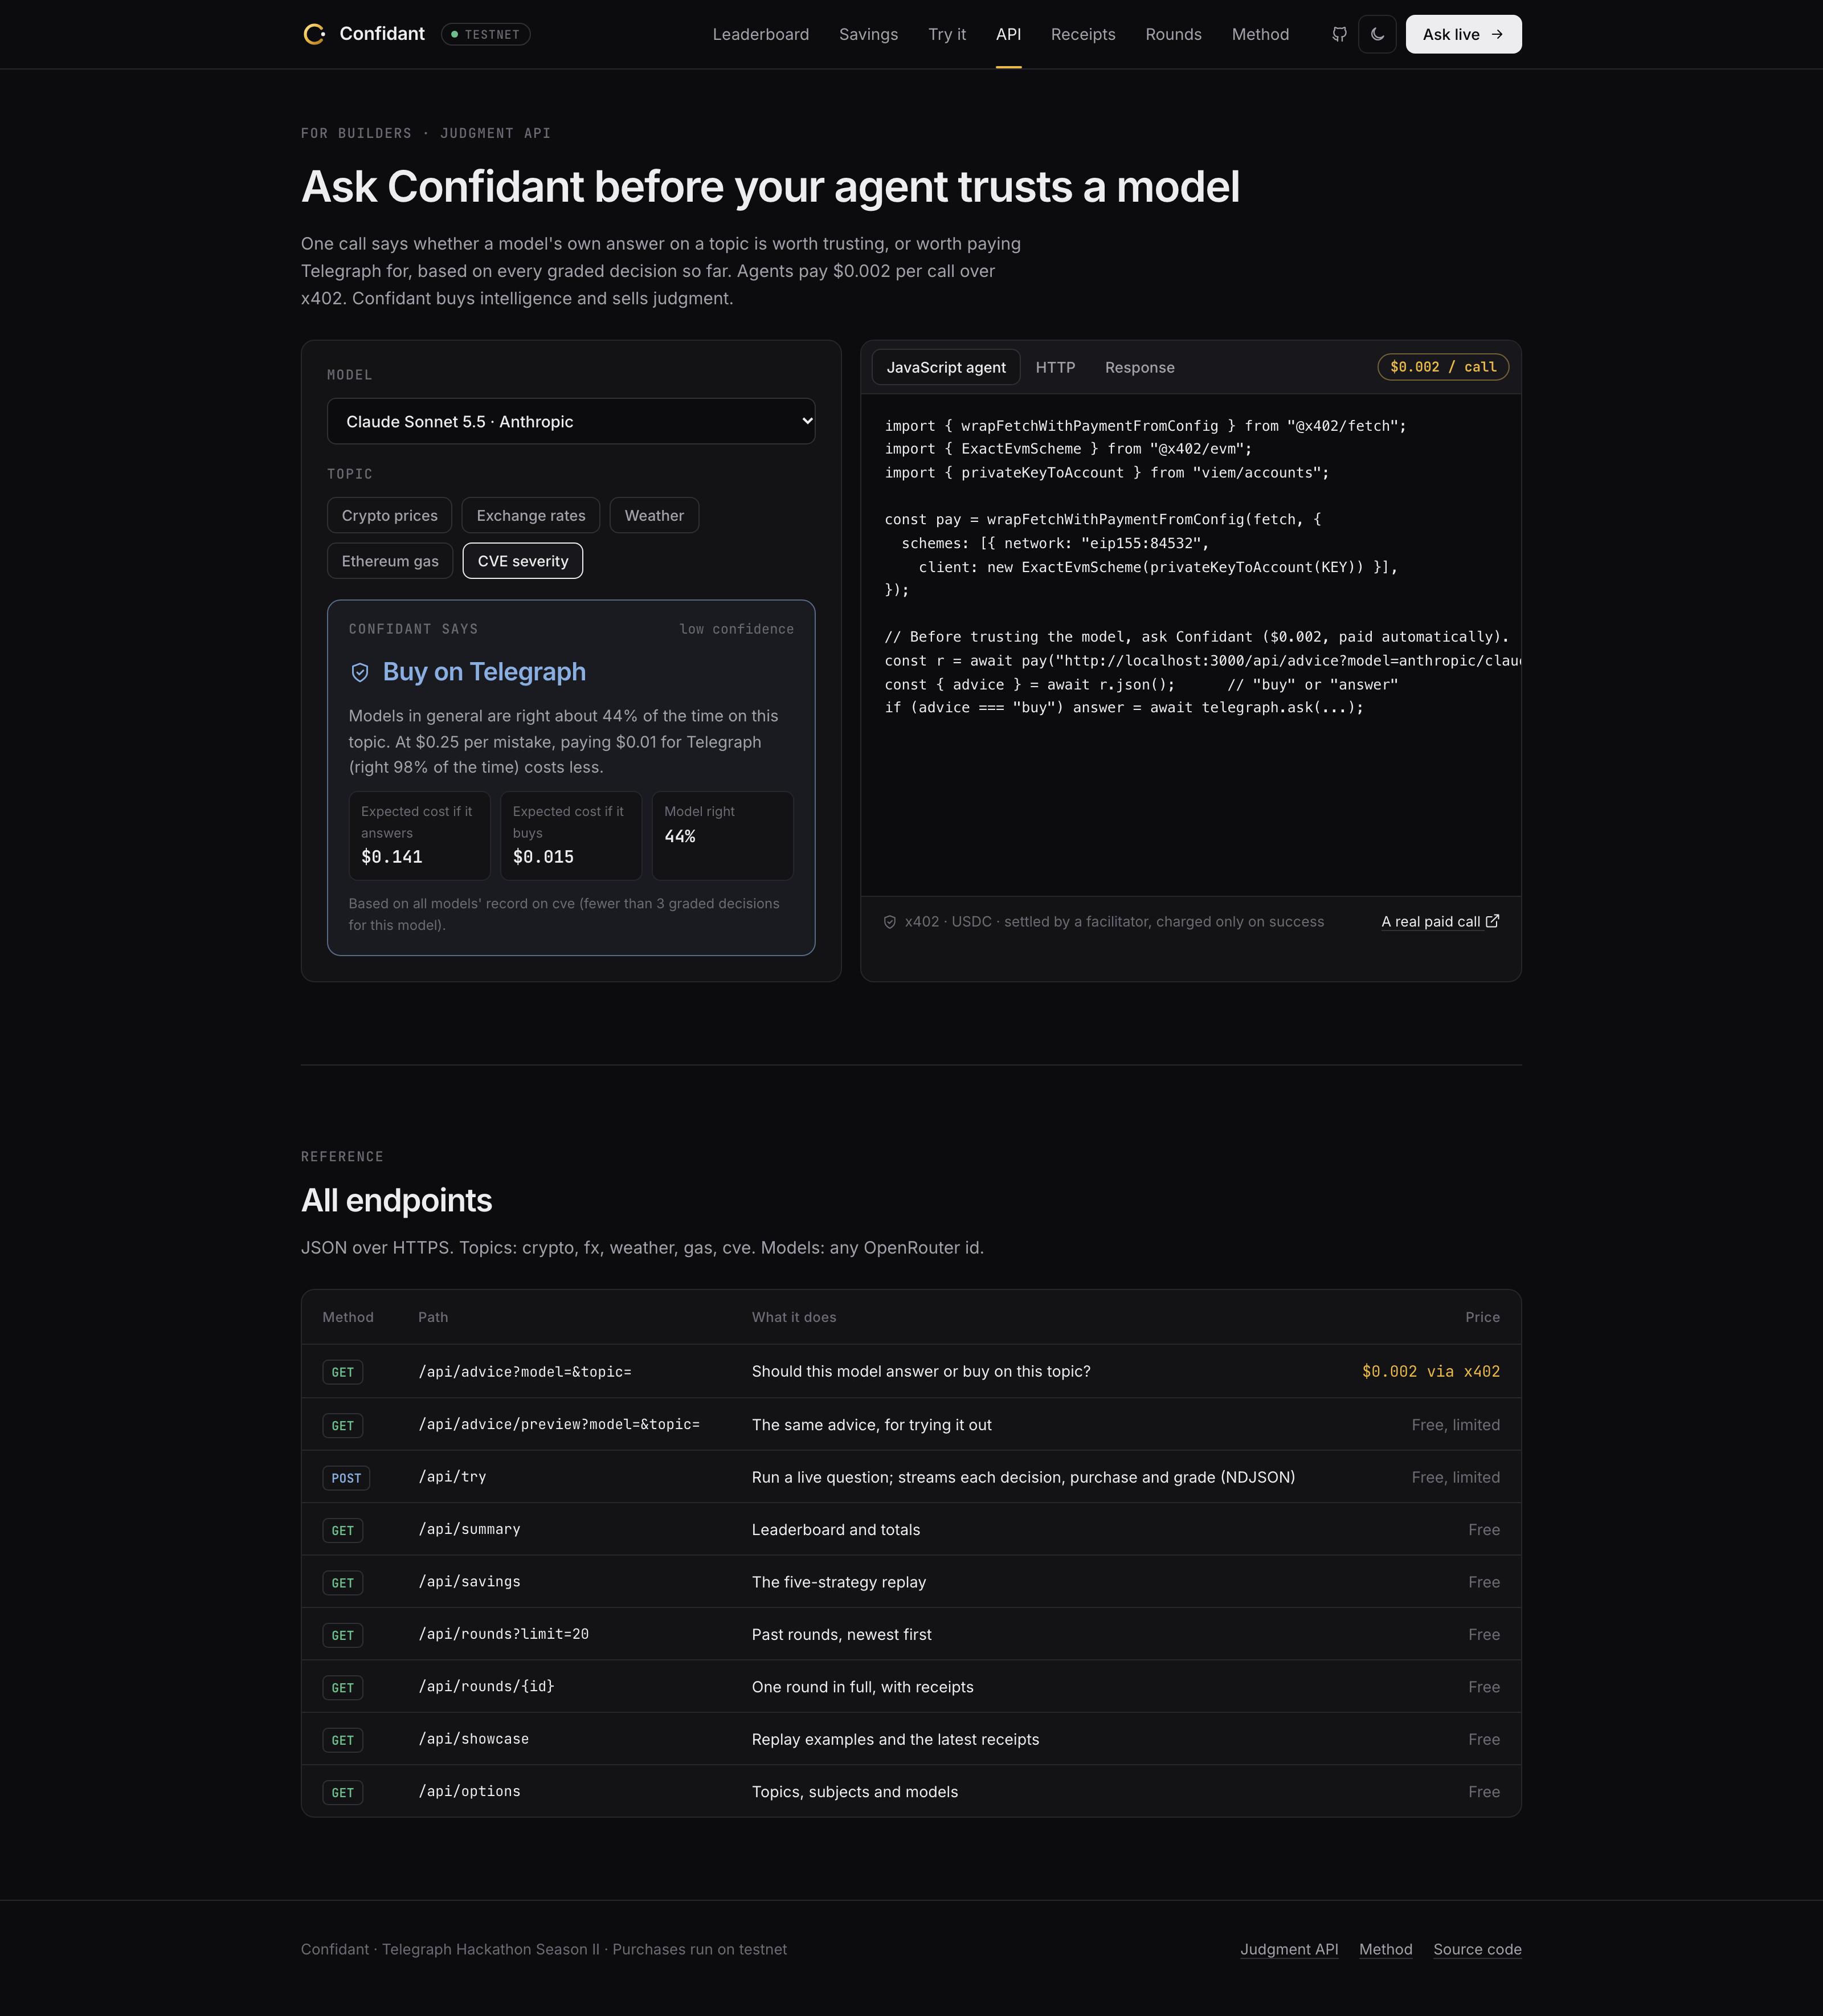 Confidant
TESTNET
Leaderboard
Savings
Try it
API
Receipts
Rounds
Method
Ask live →
FOR BUILDERS · JUDGMENT API
Ask Confidant before your agent trusts a model
One call says whether a model's own answer on a topic is worth trusting, or worth paying
Telegraph for, based on every graded decision so far. Agents pay $0.002 per call over
x402. Confidant buys intelligence and sells judgment.
MODEL
Claude Sonnet 5.5 · Anthropic
TOPIC
Crypto prices
Exchange rates
Weather
Ethereum gas
CVE severity
CONFIDANT SAYS
low confidence
Buy on Telegraph
Models in general are right about 44% of the time on this
topic. At $0.25 per mistake, paying $0.01 for Telegraph
(right 98% of the time) costs less.
Expected cost if it
answers
$0.141
Expected cost if it
buys
$0.015
Model right
44%
Based on all models' record on cve (fewer than 3 graded decisions
for this model).
JavaScript agent
HTTP
Response
$0.002 / call
import { wrapFetchWithPaymentFromConfig } from "@x402/fetch";
import { ExactEvmScheme } from "@x402/evm";
import { privateKeyToAccount } from "viem/accounts";
const pay = wrapFetchWithPaymentFromConfig(fetch, {
  schemes: [{ network: "eip155:84532",
    client: new ExactEvmScheme(privateKeyToAccount(KEY)) }],
});
// Before trusting the model, ask Confidant ($0.002, paid automatically).
const r = await pay("http://localhost:3000/api/advice?model=anthropic/clau
const { advice } = await r.json();      // "buy" or "answer"
if (advice === "buy") answer = await telegraph.ask(...);
x402 · USDC · settled by a facilitator, charged only on success
A real paid call
REFERENCE
All endpoints
JSON over HTTPS. Topics: crypto, fx, weather, gas, cve. Models: any OpenRouter id.
Method Path What it does Price
GET /api/advice?model=&topic= Should this model answer or buy on this topic? $0.002 via x402
GET /api/advice/preview?model=&topic= The same advice, for trying it out Free, limited
POST /api/try Run a live question; streams each decision, purchase and grade (NDJSON) Free, limited
GET /api/summary Leaderboard and totals Free
GET /api/savings The five-strategy replay Free
GET /api/rounds?limit=20 Past rounds, newest first Free
GET /api/rounds/{id} One round in full, with receipts Free
GET /api/showcase Replay examples and the latest receipts Free
GET /api/options Topics, subjects and models Free
Confidant · Telegraph Hackathon Season II · Purchases run on testnet
Judgment API
Method
Source code